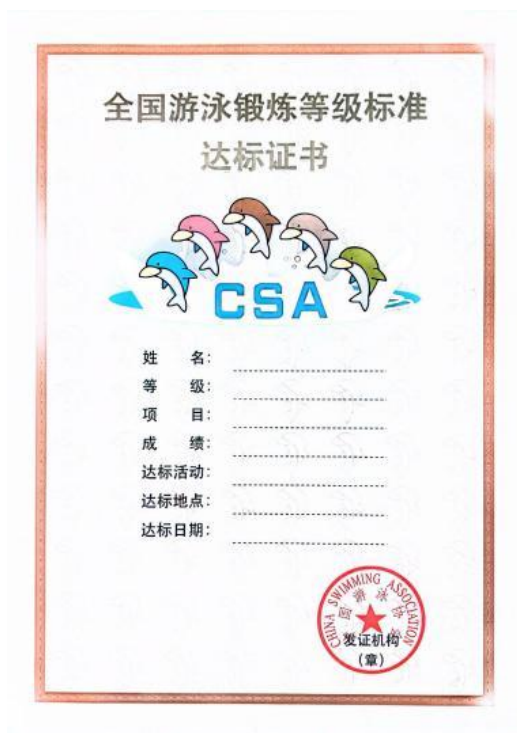 全国游泳锻炼等级标准
达标证书
CSA
姓 名：
等 级：
项 目：
成 绩：
达标活动：
达标地点：
达标日期：
CHINA SWIMMING ASSOCIATION
中国游泳协会
发证机构
（章）